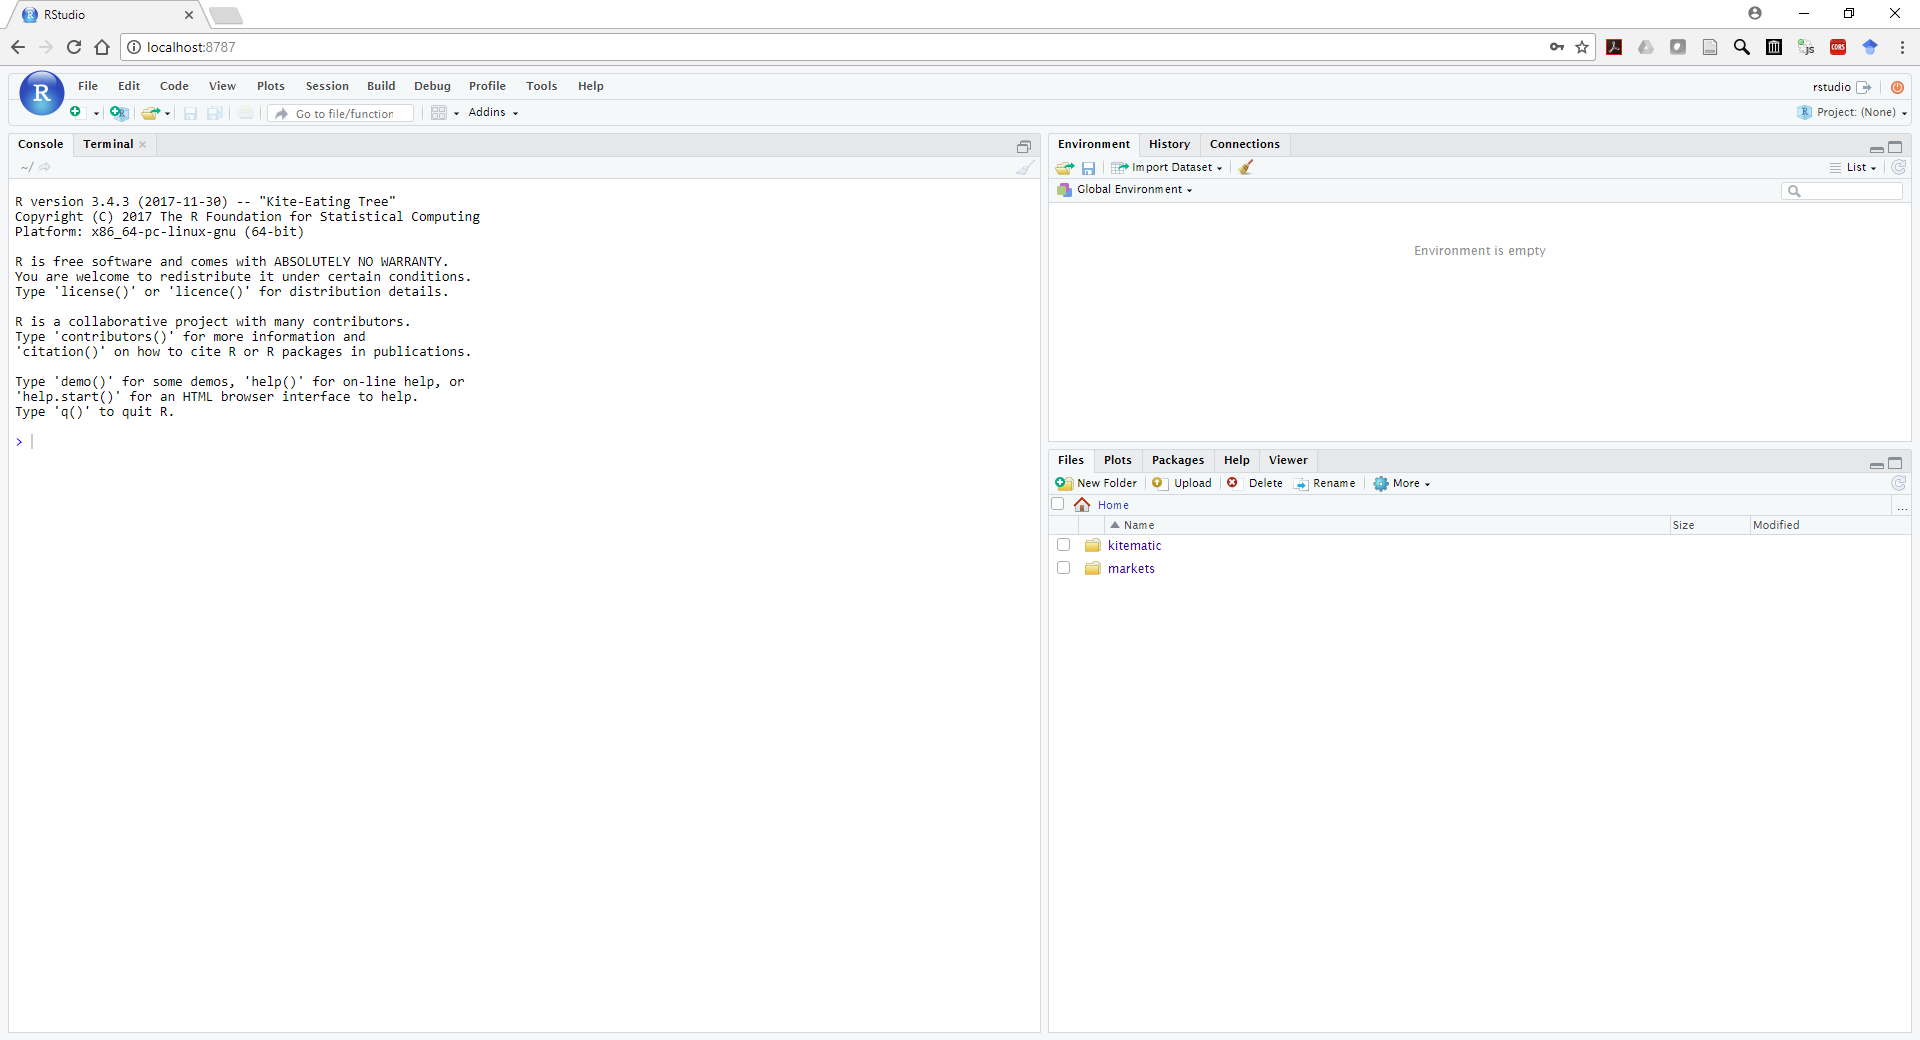 RStudio
localhost:8787
File Edit Code View Plots Session Build Debug Profile Tools Help
rstudio
Go to file/function
Addins
Project: (None)
Console Terminal
~/
R version 3.4.3 (2017-11-30) -- "Kite-Eating Tree"
Copyright (C) 2017 The R Foundation for Statistical Computing
Platform: x86_64-pc-linux-gnu (64-bit)
R is free software and comes with ABSOLUTELY NO WARRANTY.
You are welcome to redistribute it under certain conditions.
Type 'license()' or 'licence()' for distribution details.
R is a collaborative project with many contributors.
Type 'contributors()' for more information and
'citation()' on how to cite R or R packages in publications.
Type 'demo()' for some demos, 'help()' for on-line help, or
'help.start()' for an HTML browser interface to help.
Type 'q()' to quit R.
>
Environment History Connections
Import Dataset
List
Global Environment
Environment is empty
Files Plots Packages Help Viewer
New Folder Upload Delete Rename More
Home
...
Name Size Modified
kitematic
markets